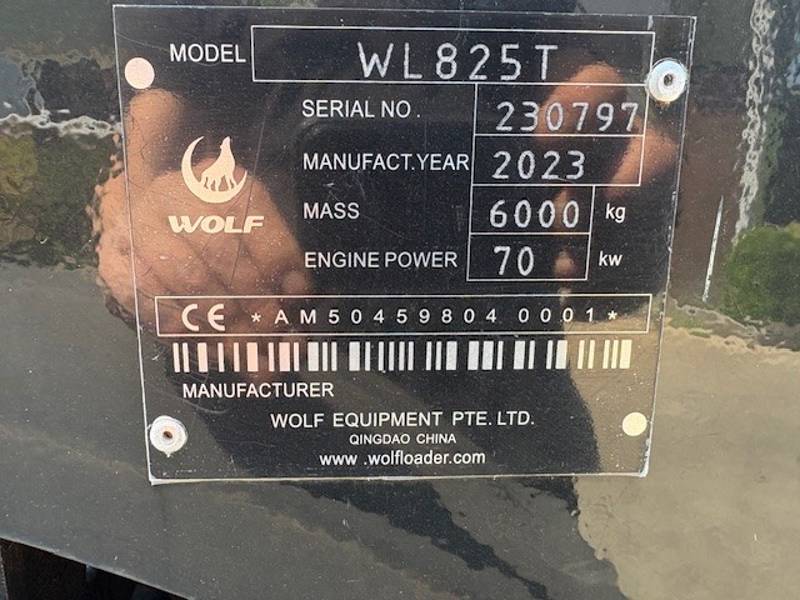 MODEL WL825T
SERIAL NO. 230797
MANUFACT.YEAR 2023
WOLF
MASS 6000 kg
ENGINE POWER 70 kw
CE *AM50459804 0001*
MANUFACTURER
WOLF EQUIPMENT PTE. LTD.
QINGDAO CHINA
www.wolfloader.com